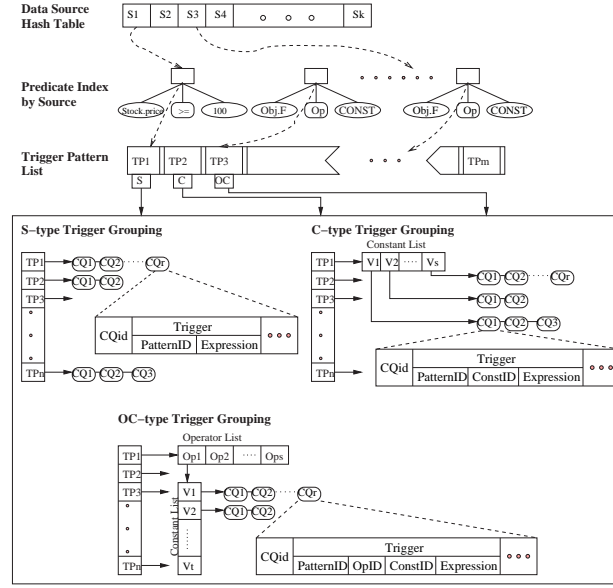 Data Source
Hash Table
S1 S2 S3 S4 Sk
Predicate Index
by Source
Stock.price >= 100 Obj.F Op CONST Obj.F Op CONST
Trigger Pattern
List
TP1 TP2 TP3 TPm
S C OC
S-type Trigger Grouping
TP1 CQ1 CQ2 CQr
TP2 CQ1 CQ2
TP3
CQid Trigger
PatternID Expression
TPn CQ1 CQ2 CQ3
C-type Trigger Grouping
Constant List
TP1 V1 V2 Vs
TP2 CQ1 CQ2 CQr
TP3 CQ1 CQ2
CQ1 CQ2 CQ3
CQid Trigger
PatternID ConstID Expression
TPn
OC-type Trigger Grouping
Operator List
TP1 Op1 Op2 Ops
TP2
TP3 V1 CQ1 CQ2 CQr
V2 CQ1 CQ2
Constant List
CQid Trigger
PatternID OpID ConstID Expression
TPn Vt